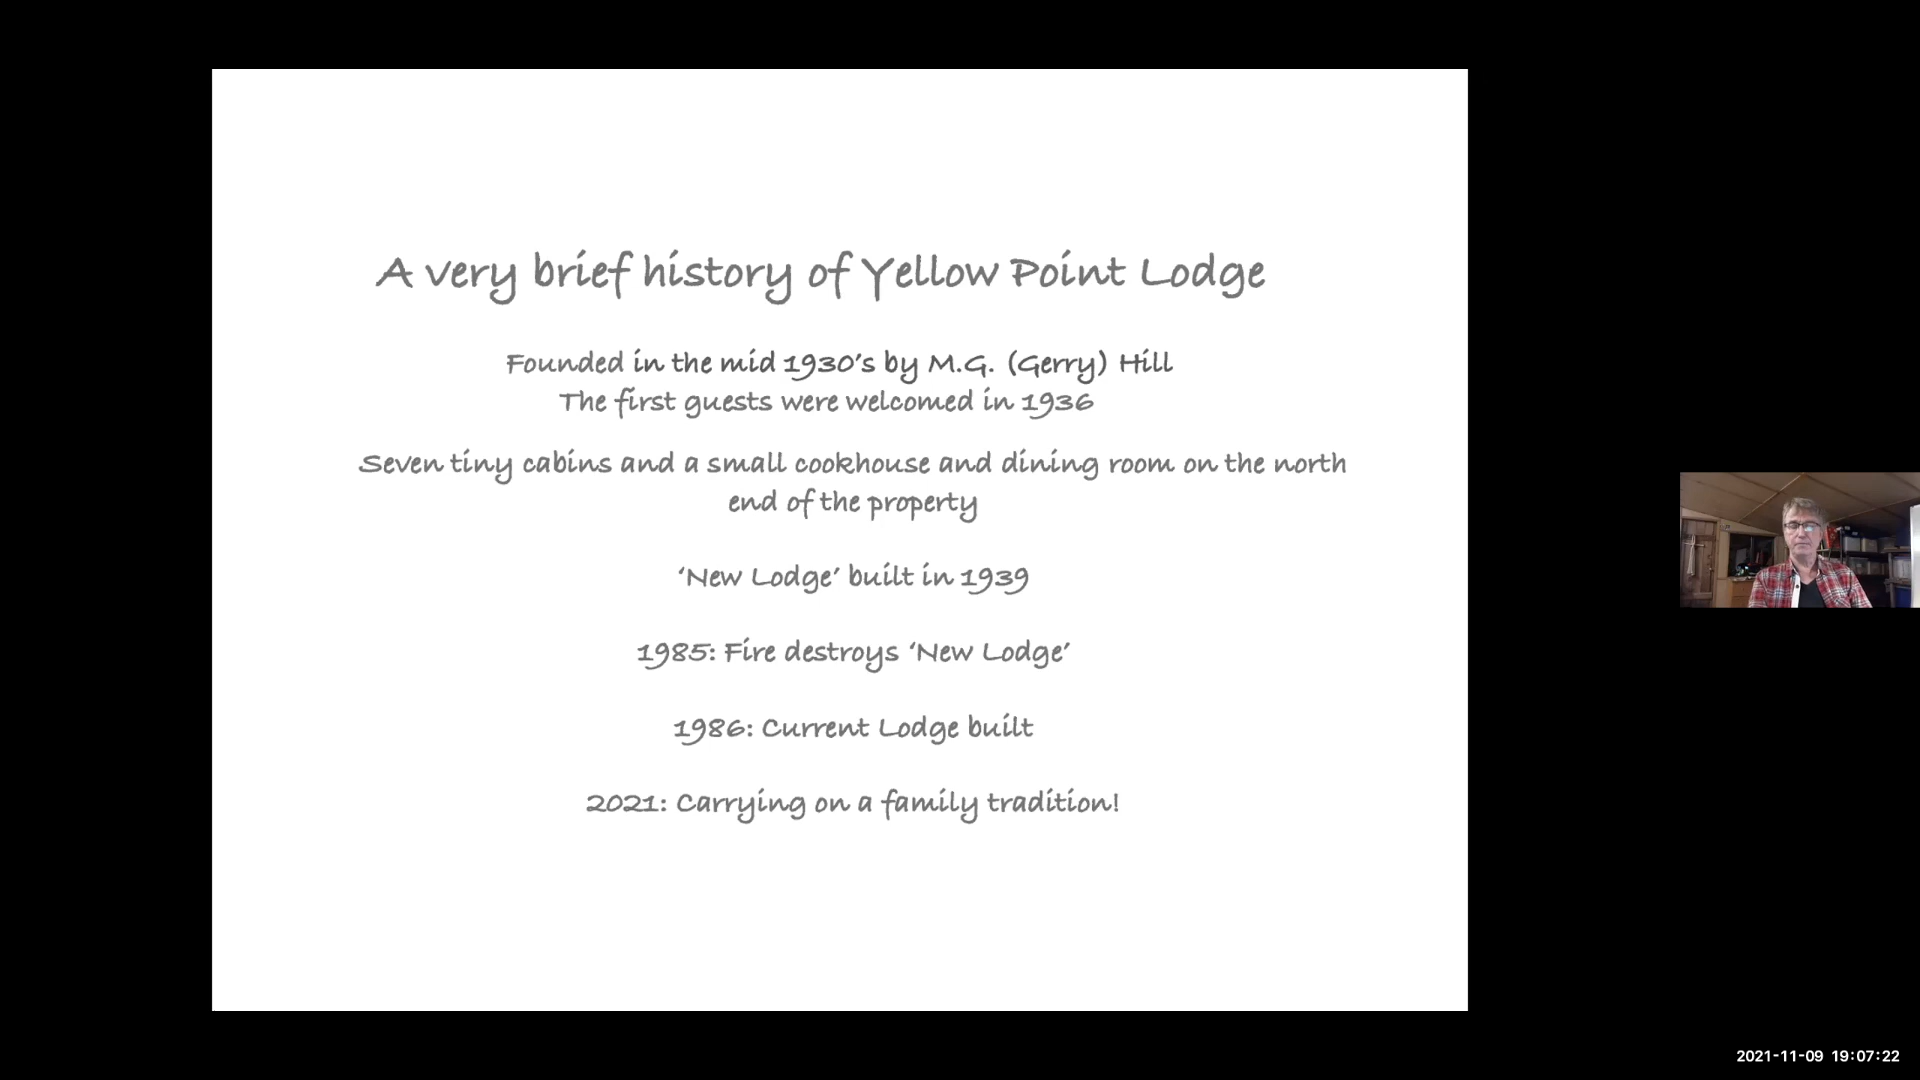 A very brief history of Yellow Point Lodge
Founded in the mid 1930's by M.G. (Gerry) Hill
The first guests were welcomed in 1936
Seven tiny cabins and a small cookhouse and dining room on the north
end of the property
‘New Lodge’ built in 1939
1985: Fire destroys ‘New Lodge’
1986: Current Lodge built
2021: Carrying on a family tradition!
2021-11-09 19:07:22